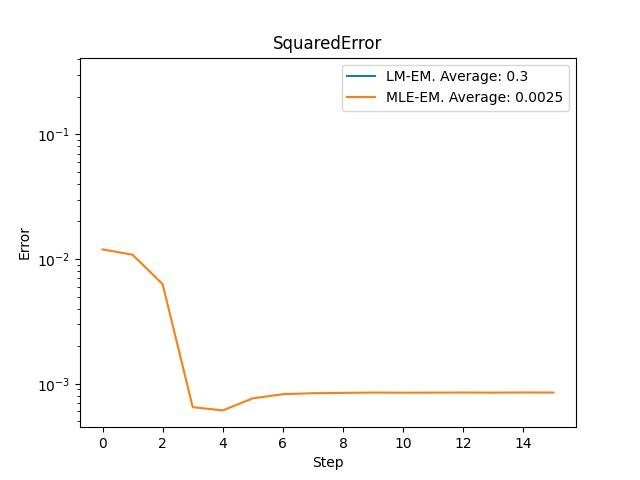 SquaredError
LM-EM. Average: 0.3
MLE-EM. Average: 0.0025
10⁻¹
10⁻²
10⁻³
Error
0 2 4 6 8 10 12 14
Step